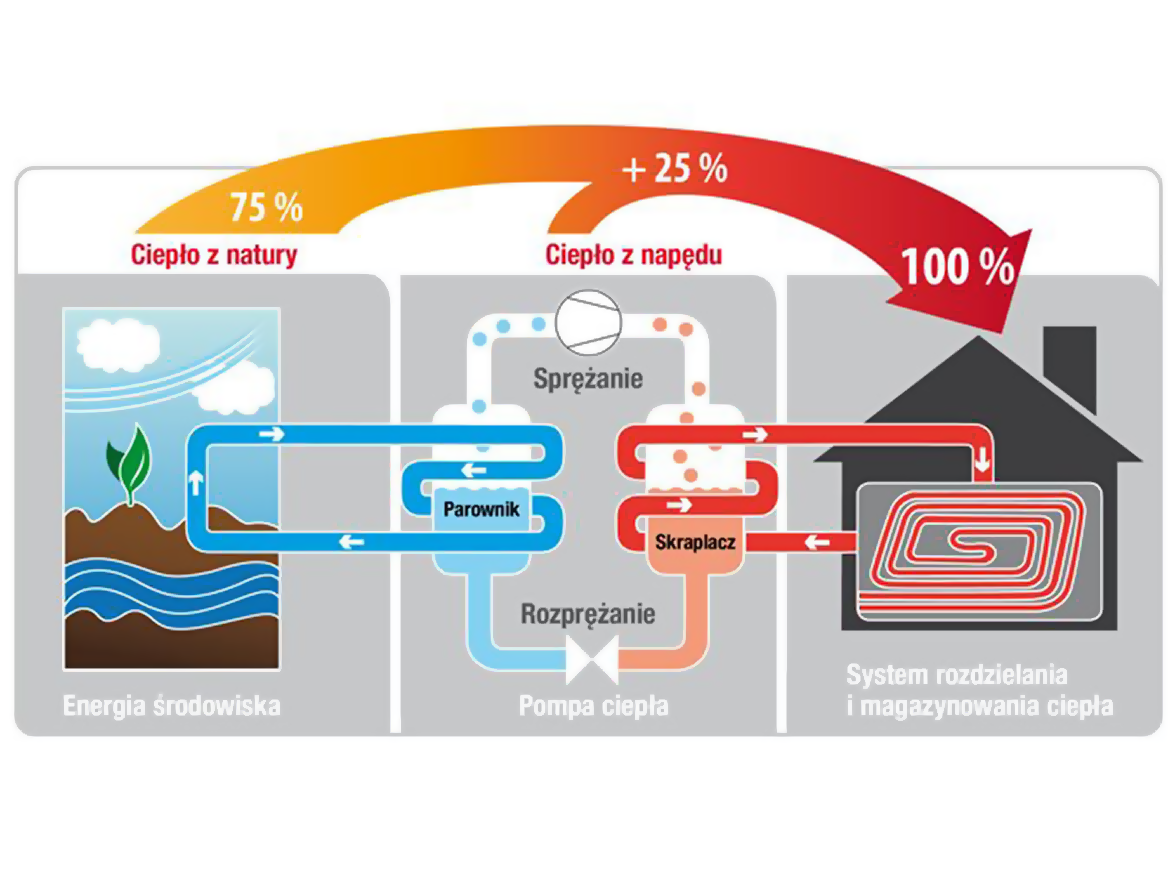 75 %
+ 25 %
100 %
Ciepło z natury
Ciepło z napędu
Sprężanie
Parownik
Skraplacz
Rozprężanie
Energia środowiska
Pompa ciepła
System rozdzielania
i magazynowania ciepła